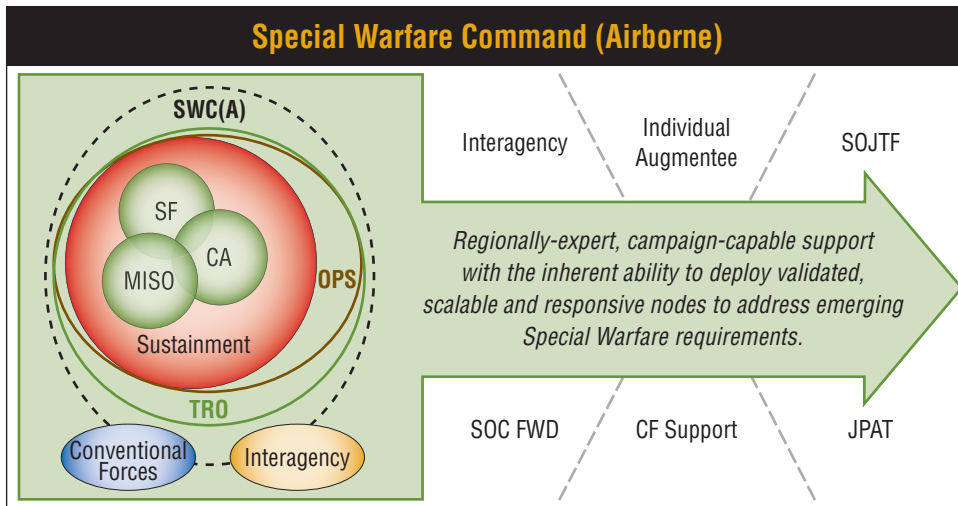 Special Warfare Command (Airborne)
SWC(A)
SF
CA
MISO
OPS
Sustainment
TRO
Conventional
Forces
Interagency
Interagency
Individual
Augmentee
SOJTF
Regionally-expert, campaign-capable support
with the inherent ability to deploy validated,
scalable and responsive nodes to address emerging
Special Warfare requirements.
SOC FWD
CF Support
JPAT